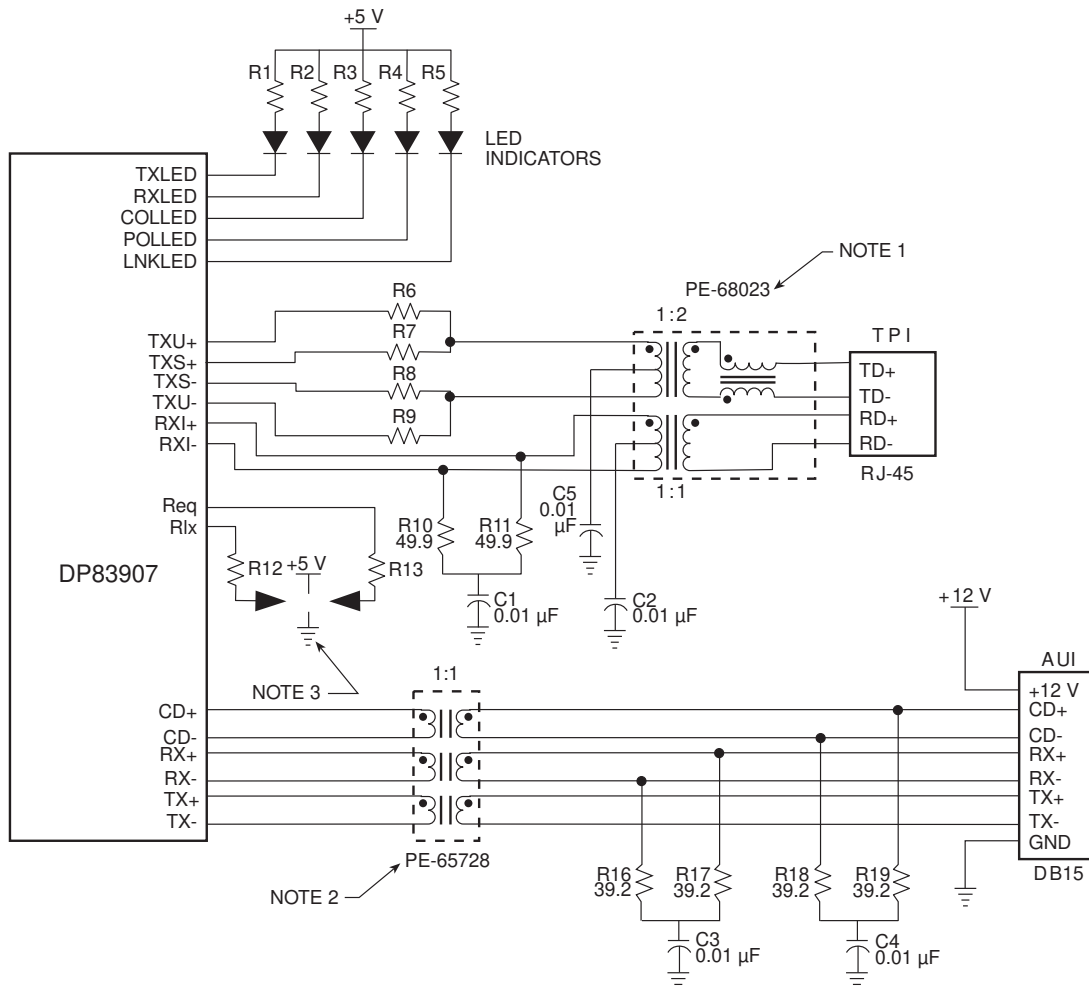 +5 V
R1 R2 R3 R4 R5
LED
INDICATORS
TXLED
RXLED
COLLED
POLLED
LNKLED
NOTE 1
PE-68023
R6
1:2
TPI
TXU+
R7
TXS+
TD+
TXS-
R8
TD-
TXU-
RXI+
R9
RD+
RXI-
RD-
RJ-45
1:1
C5
0.01
µF
Req
RIx
R10
49.9
R11
49.9
DP83907
R12
+5 V
R13
C1
0.01 µF
C2
0.01 µF
+12 V
NOTE 3
1:1
AUI
+12 V
CD+
CD+
CD-
CD-
RX+
RX+
RX-
RX-
TX+
TX+
TX-
TX-
GND
PE-65728
DB15
NOTE 2
R16
39.2
R17
39.2
R18
39.2
R19
39.2
C3
0.01 µF
C4
0.01 µF